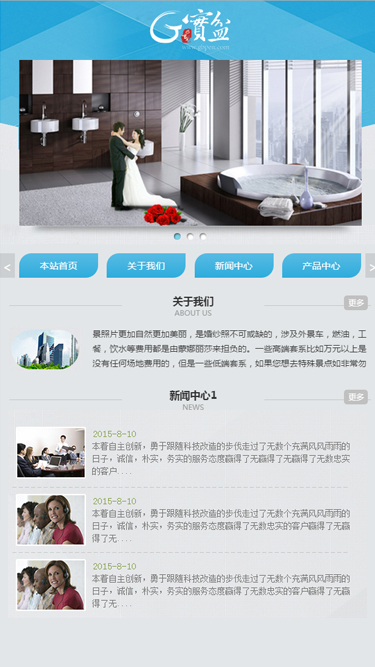 G寶盆
本站首页
关于我们
新闻中心
产品中心
<
>
关于我们
更多
ABOUT US
景照片更加自然更加美丽，是婚纱照不可或缺的，涉及外景车，燃油，工
餐，饮水等费用都是由蒙娜丽莎来担负的。一些高端套系比如万元以上是
没有任何场地费用的，但是一些低端套系，如果您想去特殊景点如非常勿
新闻中心1
更多
NEWS
2015-8-10
本着自主创新，勇于跟随科技改造的步伐走过了无数个充满风风雨雨的
日子，诚信，朴实，务实的服务态度赢得了无赢得了无赢得了无数忠实
的客户....
2015-8-10
本着自主创新，勇于跟随科技改造的步伐走过了无数个充满风风雨雨的
日子，诚信，朴实，务实的服务态度赢得了无数忠实的客户赢得了无赢
得了无....
2015-8-10
本着自主创新，勇于跟随科技改造的步伐走过了无数个充满风风雨雨的
日子，诚信，朴实，务实的服务态度赢得了无数忠实的客户赢得了无赢
得了无....